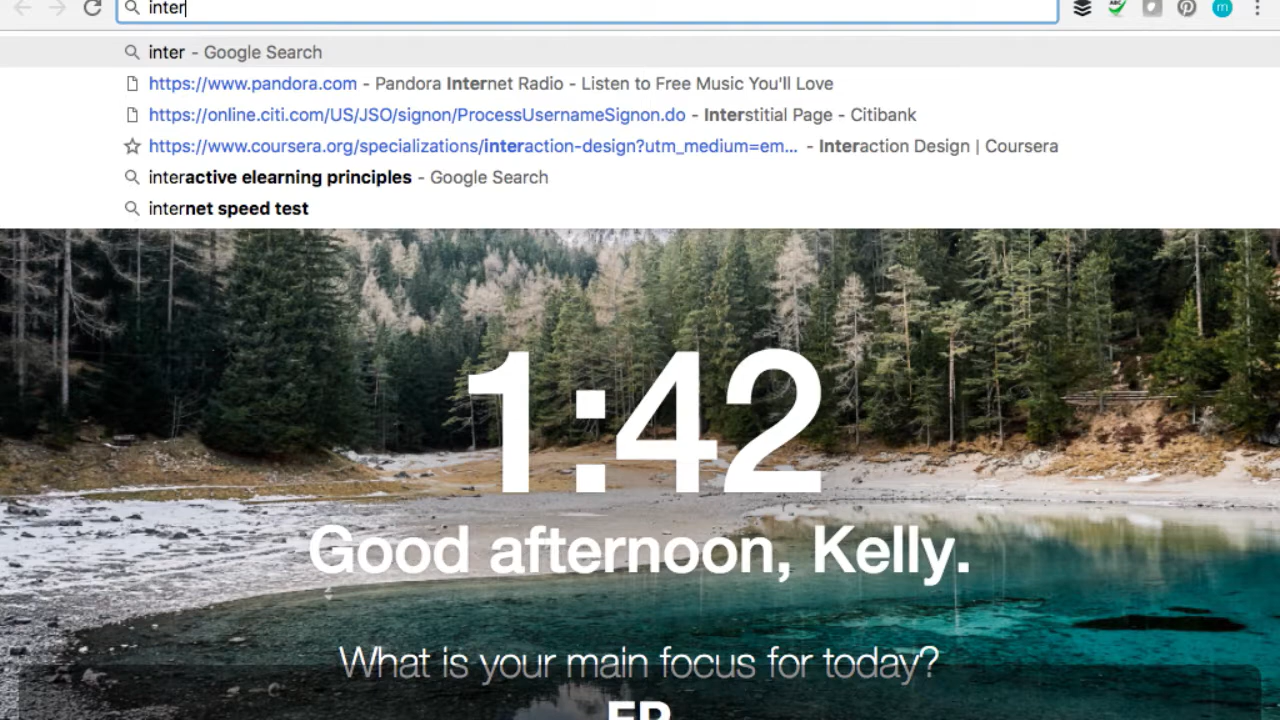 inter
inter - Google Search
https://www.pandora.com - Pandora Internet Radio - Listen to Free Music You'll Love
https://online.citi.com/US/JSO/signon/ProcessUsernameSignon.do - Interstitial Page - Citibank
https://www.coursera.org/specializations/interaction-design?utm_medium=em... - Interaction Design | Coursera
interactive elearning principles - Google Search
internet speed test
1:42
Good afternoon, Kelly.
What is your main focus for today?